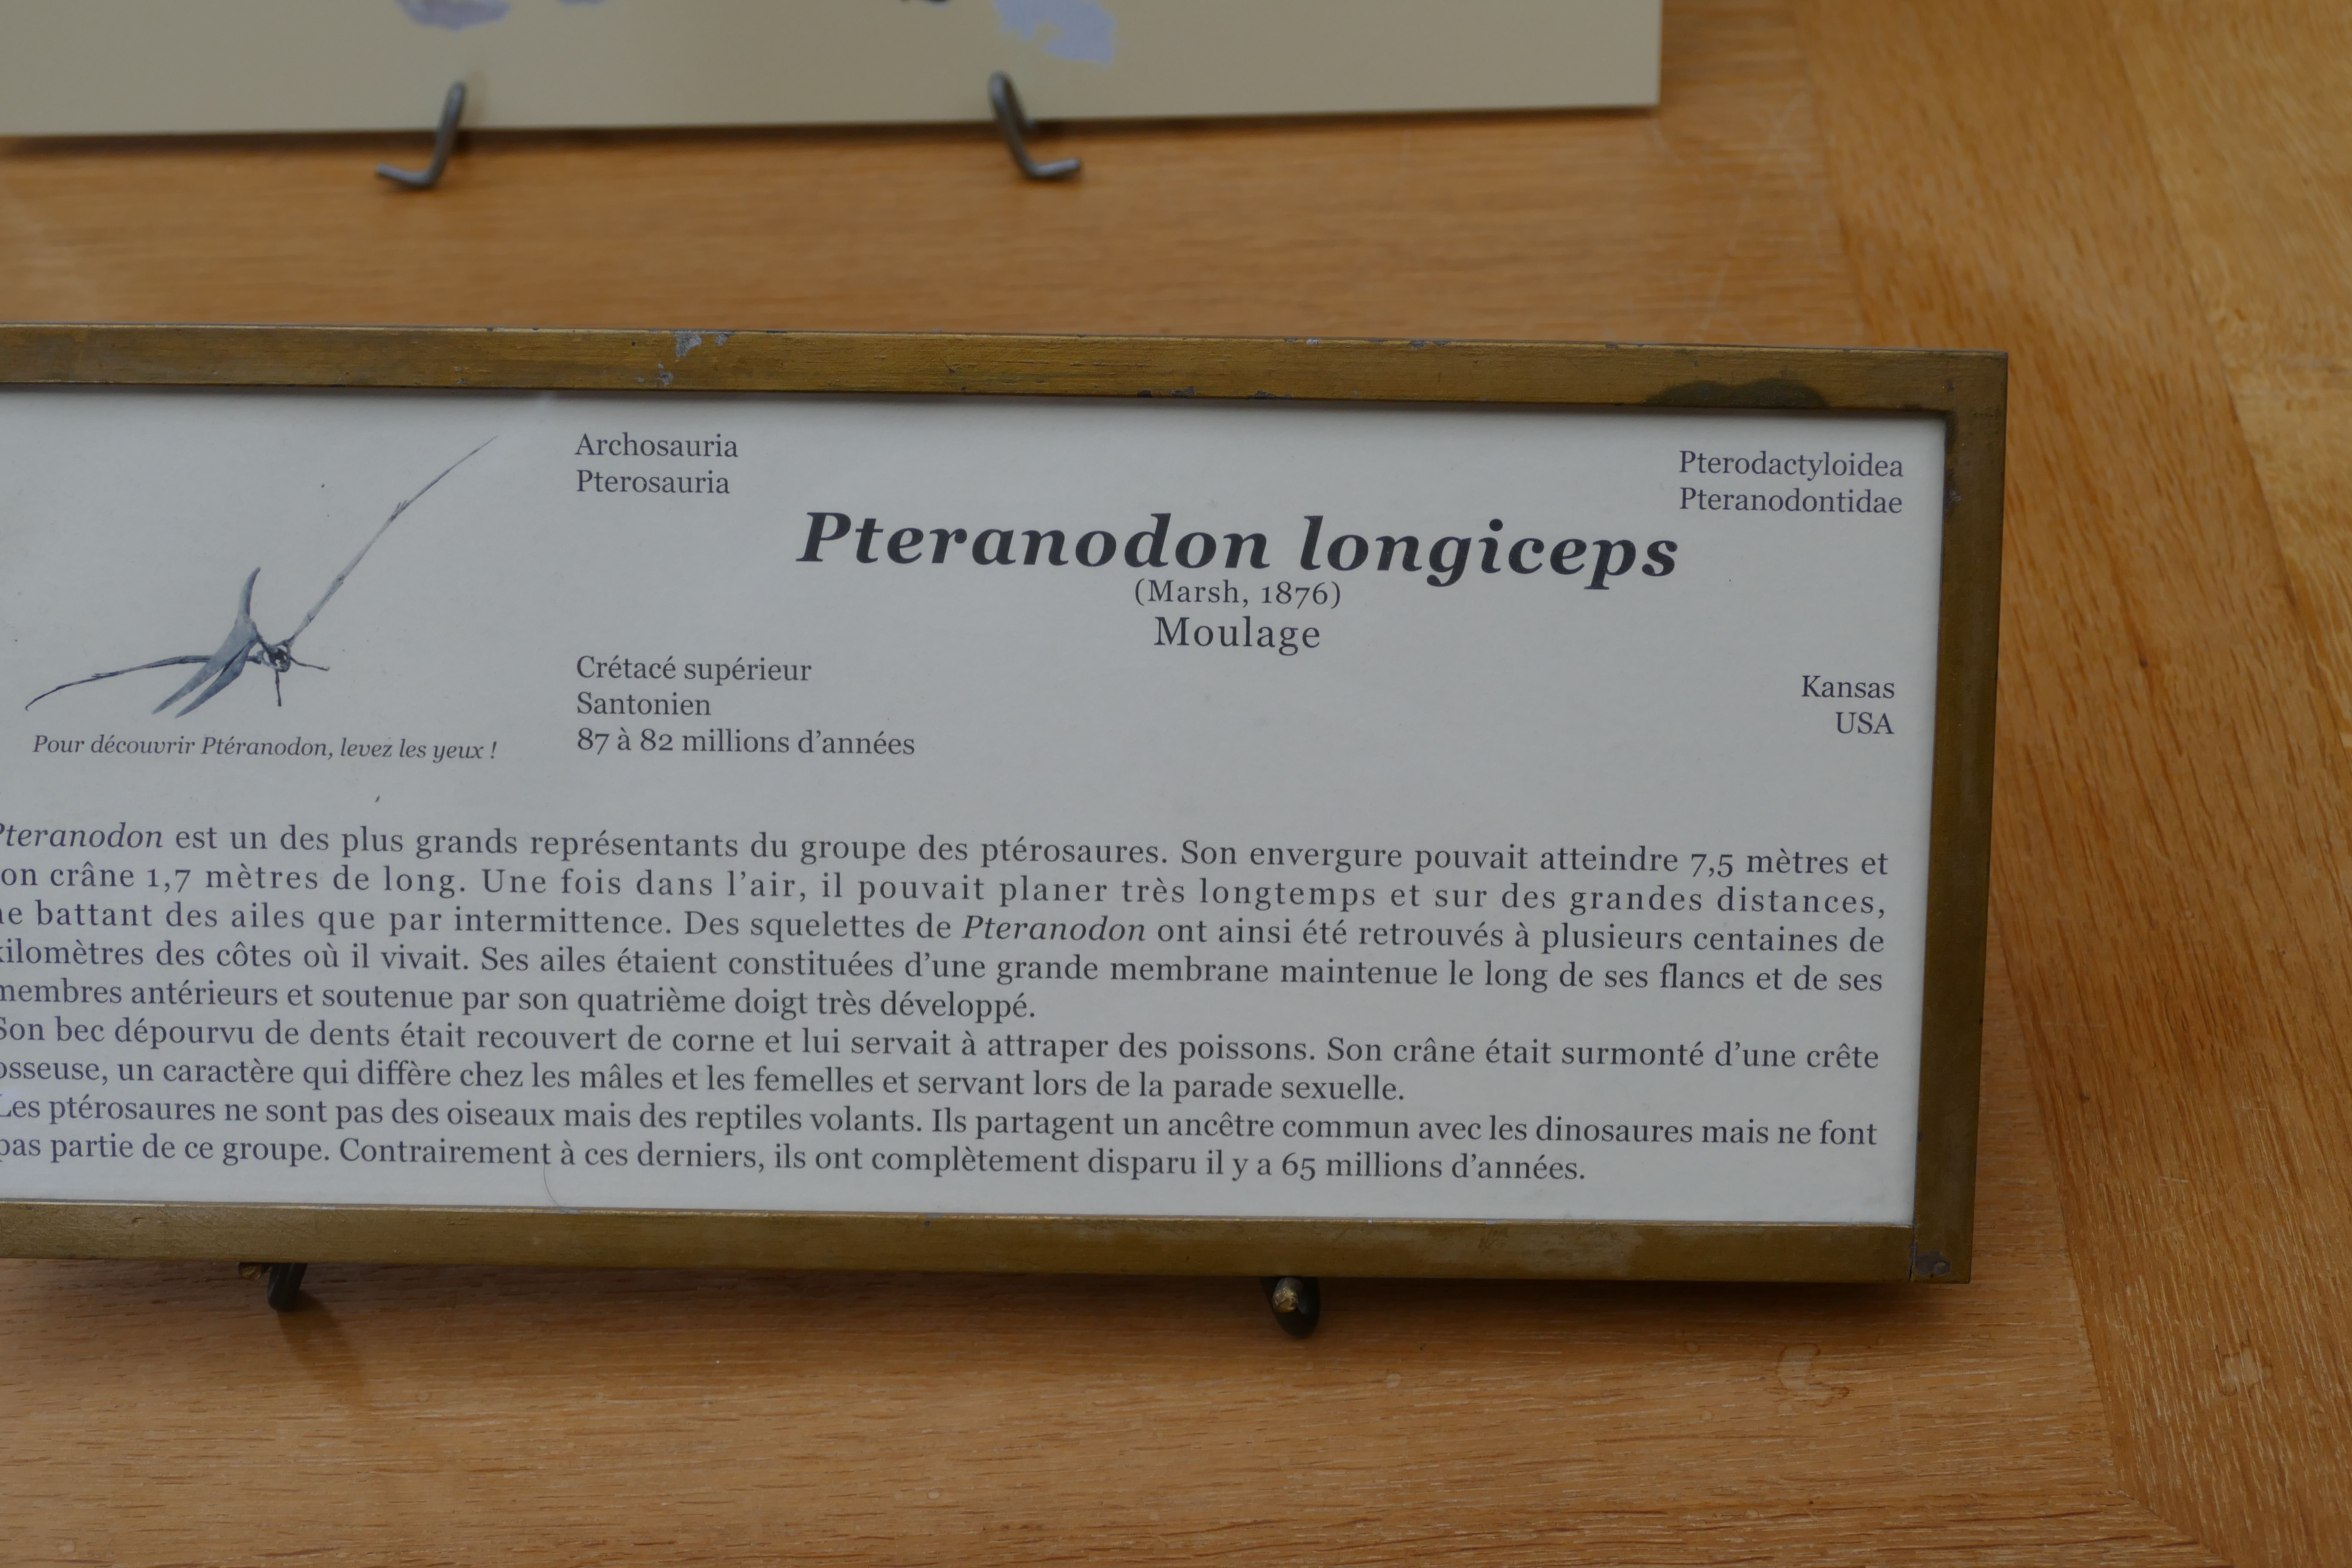 Archosauria
Pterosauria
Pterodactyloidea
Pteranodontidae
Pteranodon longiceps
(Marsh, 1876)
Moulage
Crétacé supérieur
Santonien
87 à 82 millions d'années
Kansas
USA
Pour découvrir Ptéranodon, levez les yeux !
Pteranodon est un des plus grands représentants du groupe des ptérosaures. Son envergure pouvait atteindre 7,5 mètres et
son crâne 1,7 mètres de long. Une fois dans l'air, il pouvait planer très longtemps et sur des grandes distances,
ne battant des ailes que par intermittence. Des squelettes de Pteranodon ont ainsi été retrouvés à plusieurs centaines de
kilomètres des côtes où il vivait. Ses ailes étaient constituées d'une grande membrane maintenue le long de ses flancs et de ses
membres antérieurs et soutenue par son quatrième doigt très développé.
Son bec dépourvu de dents était recouvert de corne et lui servait à attraper des poissons. Son crâne était surmonté d'une crête
osseuse, un caractère qui diffère chez les mâles et les femelles et servant lors de la parade sexuelle.
Les ptérosaures ne sont pas des oiseaux mais des reptiles volants. Ils partagent un ancêtre commun avec les dinosaures mais ne font
pas partie de ce groupe. Contrairement à ces derniers, ils ont complètement disparu il y a 65 millions d'années.